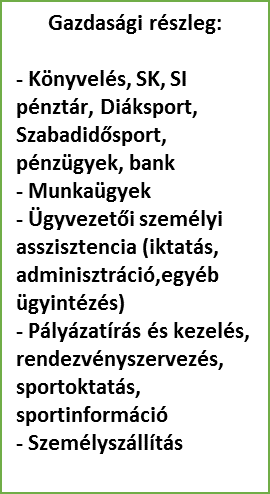 Gazdasági részleg:
- Könyvelés, SK, SI
pénztár, Diáksport,
Szabadidősport,
pénzügyek, bank
- Munkaügyek
- Ügyvezetői személyi
asszisztencia (iktatás,
adminisztráció,egyéb
ügyintézés)
- Pályázatírás és kezelés,
rendezvényszervezés,
sportoktatás,
sportinformáció
- Személyszállítás